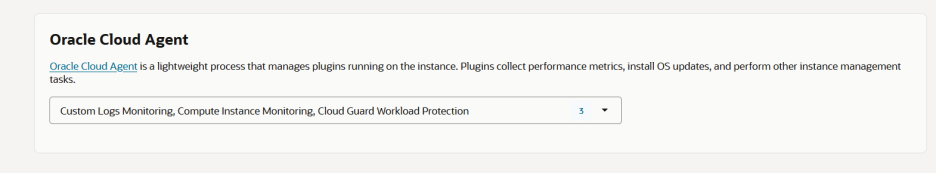 Oracle Cloud Agent
Oracle Cloud Agent is a lightweight process that manages plugins running on the instance. Plugins collect performance metrics, install OS updates, and perform other instance management
tasks.
Custom Logs Monitoring, Compute Instance Monitoring, Cloud Guard Workload Protection 3